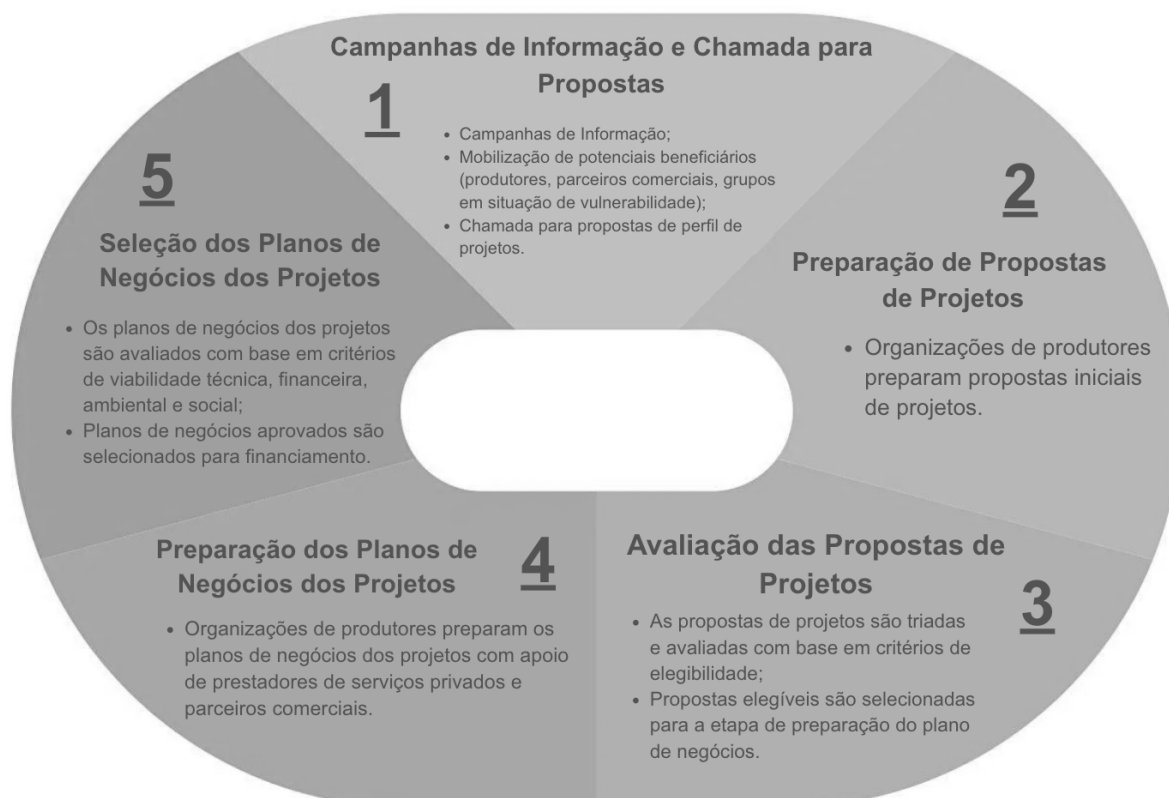 Campanhas de Informação e Chamada para
Propostas
1
• Campanhas de Informação;
• Mobilização de potenciais beneficiários
(produtores, parceiros comerciais, grupos
em situação de vulnerabilidade);
• Chamada para propostas de perfil de
projetos.
2
Preparação de Propostas
de Projetos
• Organizações de produtores
preparam propostas iniciais
de projetos.
Avaliação das Propostas de
Projetos
3
• As propostas de projetos são triadas
e avaliadas com base em critérios de
elegibilidade;
• Propostas elegíveis são selecionadas
para a etapa de preparação do plano
de negócios.
Preparação dos Planos de
Negócios dos Projetos
4
• Organizações de produtores preparam os
planos de negócios dos projetos com apoio
de prestadores de serviços privados e
parceiros comerciais.
5
Seleção dos Planos de
Negócios dos Projetos
• Os planos de negócios dos projetos
são avaliados com base em critérios
de viabilidade técnica, financeira,
ambiental e social;
• Planos de negócios aprovados são
selecionados para financiamento.